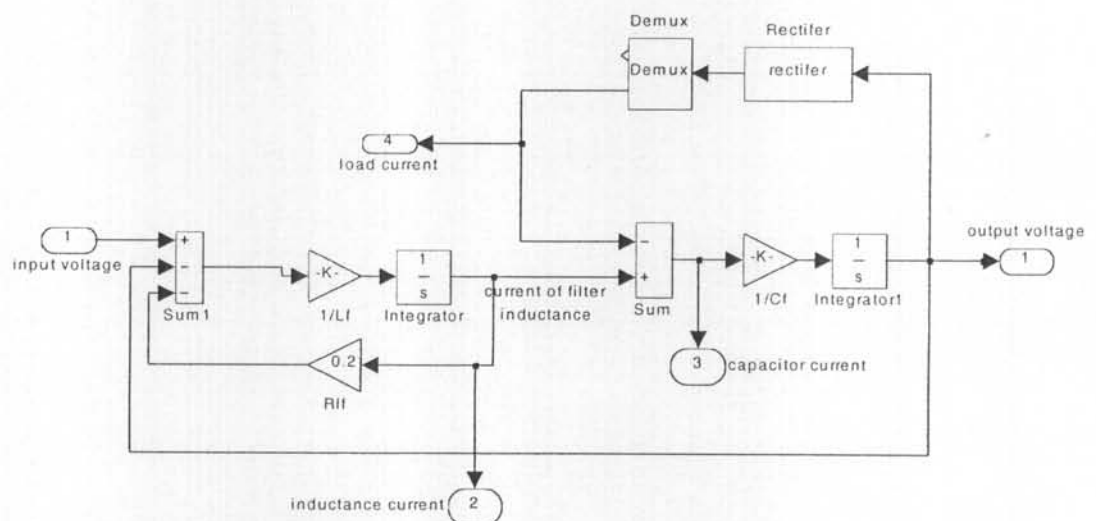 Demux
Rectifer
Demux
rectifer
4
load current
1
input voltage
+
-
-
Sum1
-K-
1/Lf
1
s
Integrator
current of filter
inductance
-
+
Sum
-K-
1/Cf
1
s
Integrator1
output voltage
1
0.2
RIf
3
capacitor current
inductance current
2